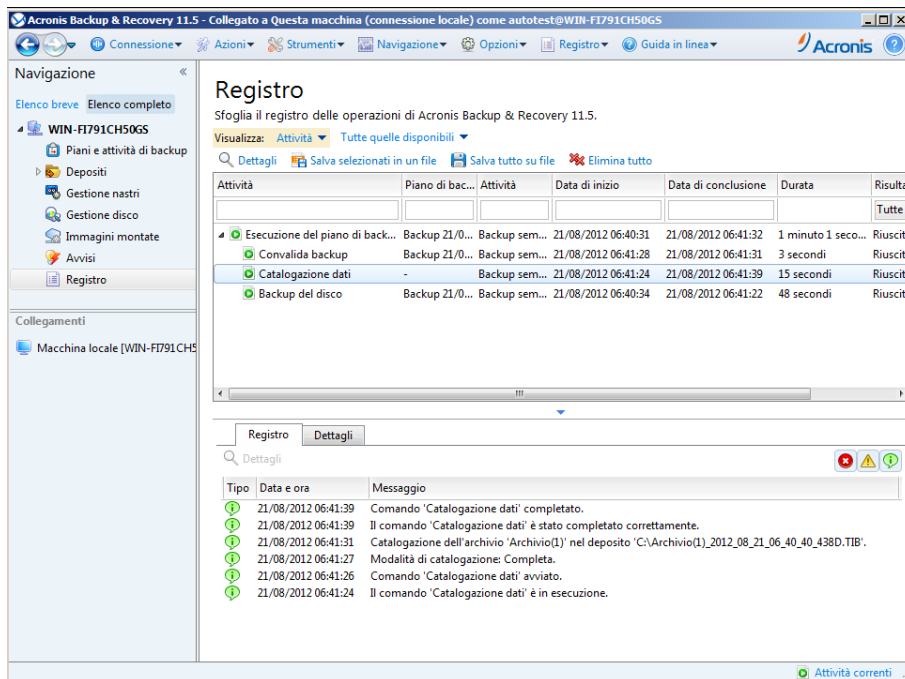 Acronis Backup & Recovery 11.5 - Collegato a Questa macchina (connessione locale) come autotest@WIN-FI791CH50GS
Connessione Azioni Strumenti Navigazione Opzioni Registro Guida in linea Acronis ?
Navigazione «
Elenco breve Elenco completo
WIN-FI791CH50GS
Piani e attività di backup
Depositi
Gestione nastri
Gestione disco
Immagini montate
Avvisi
Registro
Collegamenti
Macchina locale [WIN-FI791CH5
Registro
Sfoglia il registro delle operazioni di Acronis Backup & Recovery 11.5.
Visualizza: Attività Tutte quelle disponibili
Dettagli Salva selezionati in un file Salva tutto su file Elimina tutto
Attività Piano di bac... Attività Data di inizio Data di conclusione Durata Risulta
Tutte
Esecuzione del piano di back... Backup 21/0... Backup sem... 21/08/2012 06:40:31 21/08/2012 06:41:32 1 minuto 1 seco... Riuscit
Convalida backup Backup 21/0... Backup sem... 21/08/2012 06:41:28 21/08/2012 06:41:31 3 secondi Riuscit
Catalogazione dati - Backup sem... 21/08/2012 06:41:24 21/08/2012 06:41:39 15 secondi Riuscit
Backup del disco Backup 21/0... Backup sem... 21/08/2012 06:40:34 21/08/2012 06:41:22 48 secondi Riuscit
Registro Dettagli
Dettagli
Tipo Data e ora Messaggio
21/08/2012 06:41:39 Comando 'Catalogazione dati' completato.
21/08/2012 06:41:39 Il comando 'Catalogazione dati' è stato completato correttamente.
21/08/2012 06:41:31 Catalogazione dell'archivio 'Archivio(1)' nel deposito 'C:\Archivio(1)_2012_08_21_06_40_40_438D.TIB'.
21/08/2012 06:41:27 Modalità di catalogazione: Completa.
21/08/2012 06:41:26 Comando 'Catalogazione dati' avviato.
21/08/2012 06:41:24 Il comando 'Catalogazione dati' è in esecuzione.
Attività correnti